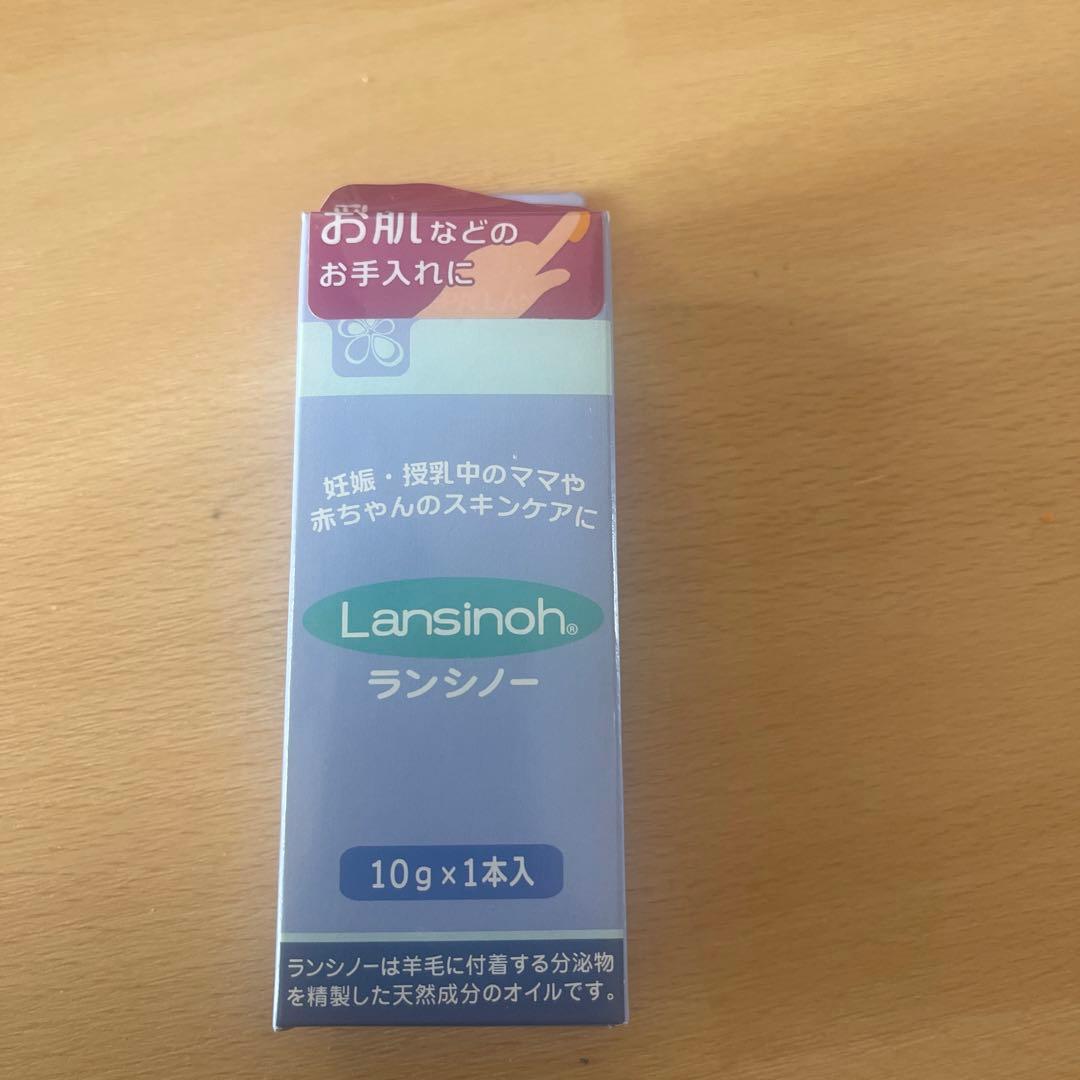 お肌などの
お手入れに
妊娠・授乳中のママや
赤ちゃんのスキンケアに
Lansinoh®
ランシノー
10g×1本入
ランシノーは羊毛に付着する分泌物
を精製した天然成分のオイルです。